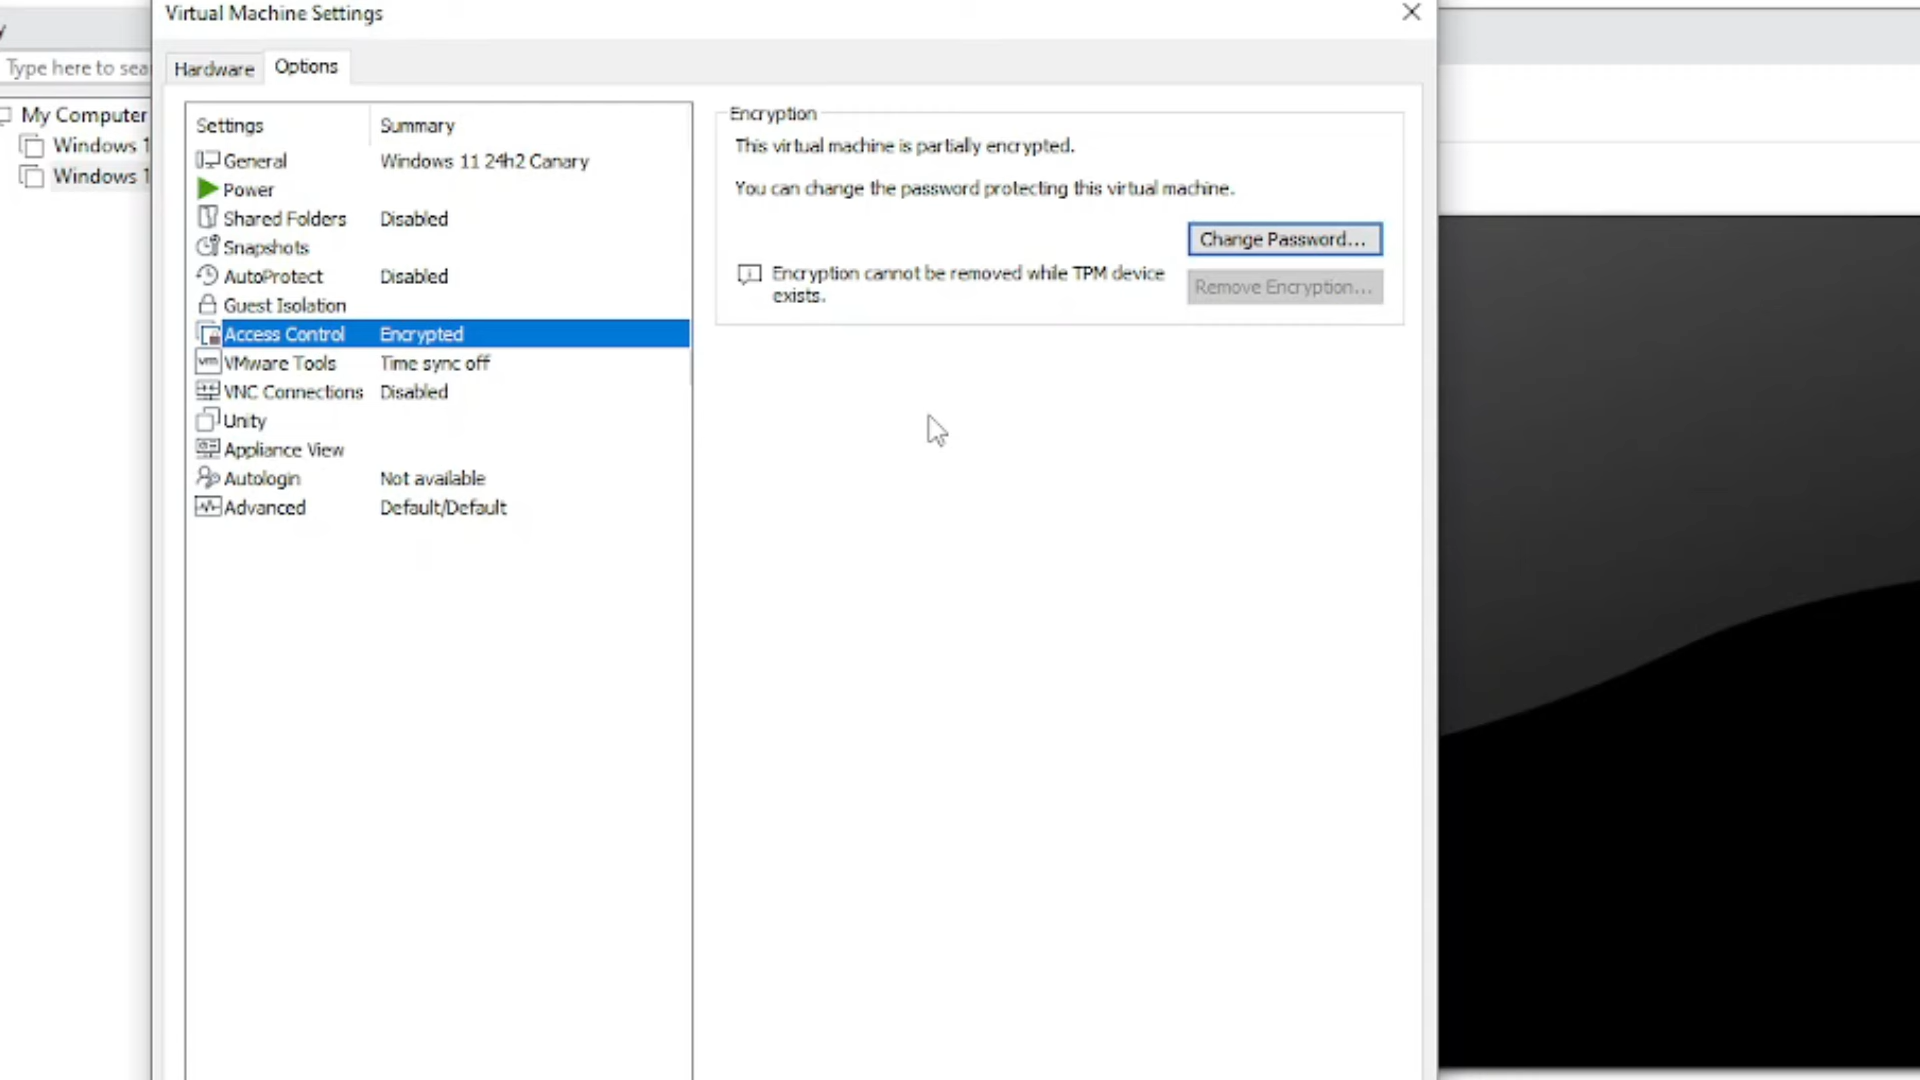 Virtual Machine Settings
Type here to sea
Hardware Options
My Computer
Windows 1
Windows 1
Settings Summary
General Windows 11 24h2 Canary
Power
Shared Folders Disabled
Snapshots
AutoProtect Disabled
Guest Isolation
Access Control Encrypted
VMware Tools Time sync off
VNC Connections Disabled
Unity
Appliance View
Autologin Not available
Advanced Default/Default
Encryption
This virtual machine is partially encrypted.
You can change the password protecting this virtual machine.
Change Password...
Encryption cannot be removed while TPM device
exists.
Remove Encryption...